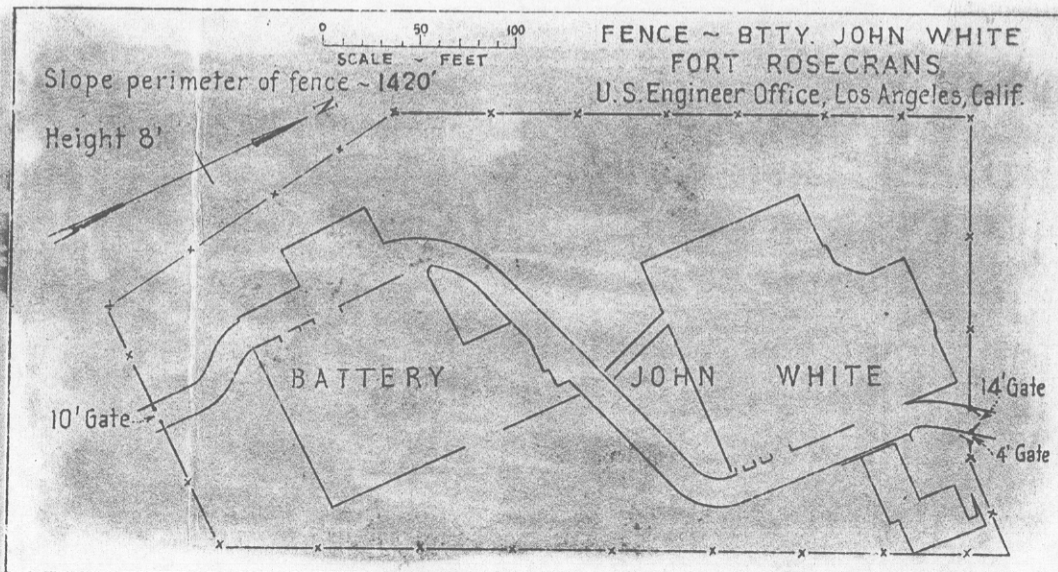 0 50 100
SCALE ~ FEET
FENCE ~ BTTY. JOHN WHITE
FORT ROSECRANS
U.S. Engineer Office, Los Angeles, Calif.
Slope perimeter of fence ~ 1420'
N
Height 8'
BATTERY JOHN WHITE
14' Gate
10' Gate
4' Gate